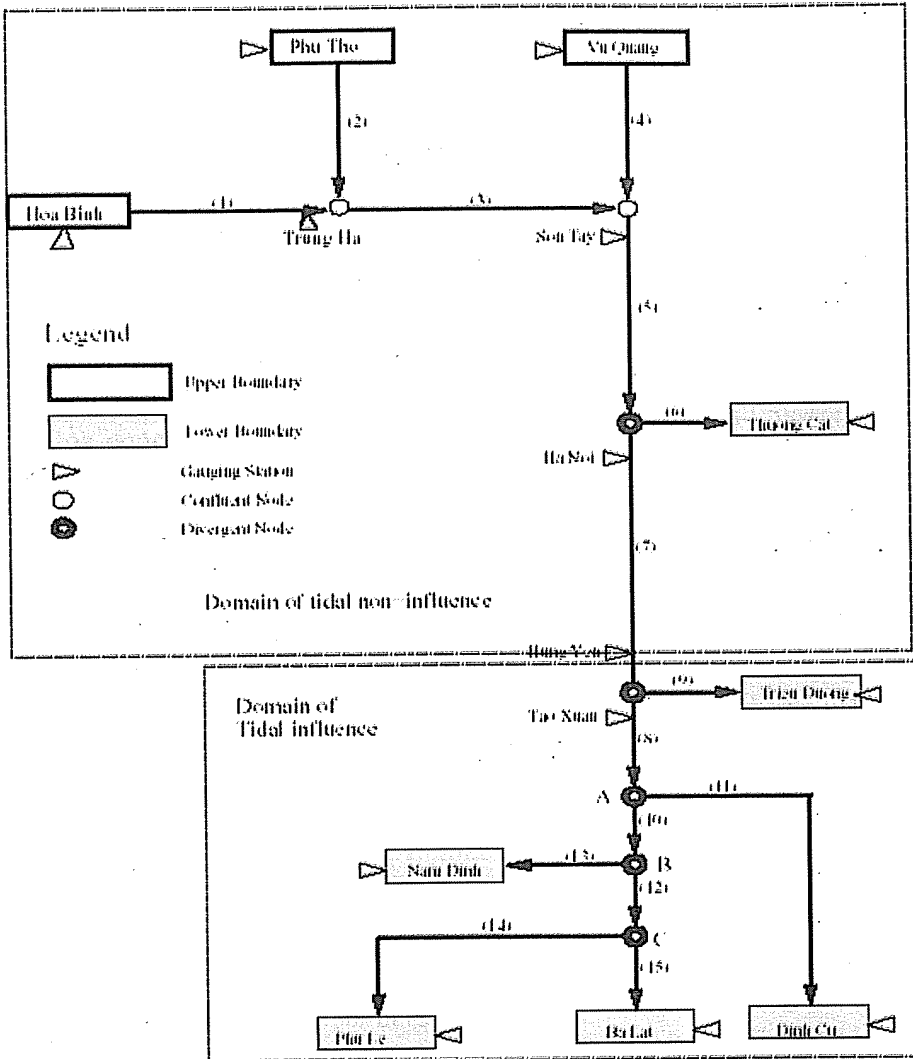 Phu Tho
Vu Quang
(2)
(4)
Hoa Binh
(1)
(3)
Trung Ha
Son Tay
(5)
Legend
Upper Boundary
Lower Boundary
(6)
Thuong Cat
Ha Noi
Gauging Station
Confluent Node
Divergent Node
(7)
Domain of tidal non-influence
Hung Yen
(9)
Trieu Duong
Domain of
Tidal influence
Tao Xuan
(8)
(11)
A
(10)
(13)
Nam Dinh
B
(12)
(14)
C
(15)
Phu Le
Ba Lat
Dinh Cu